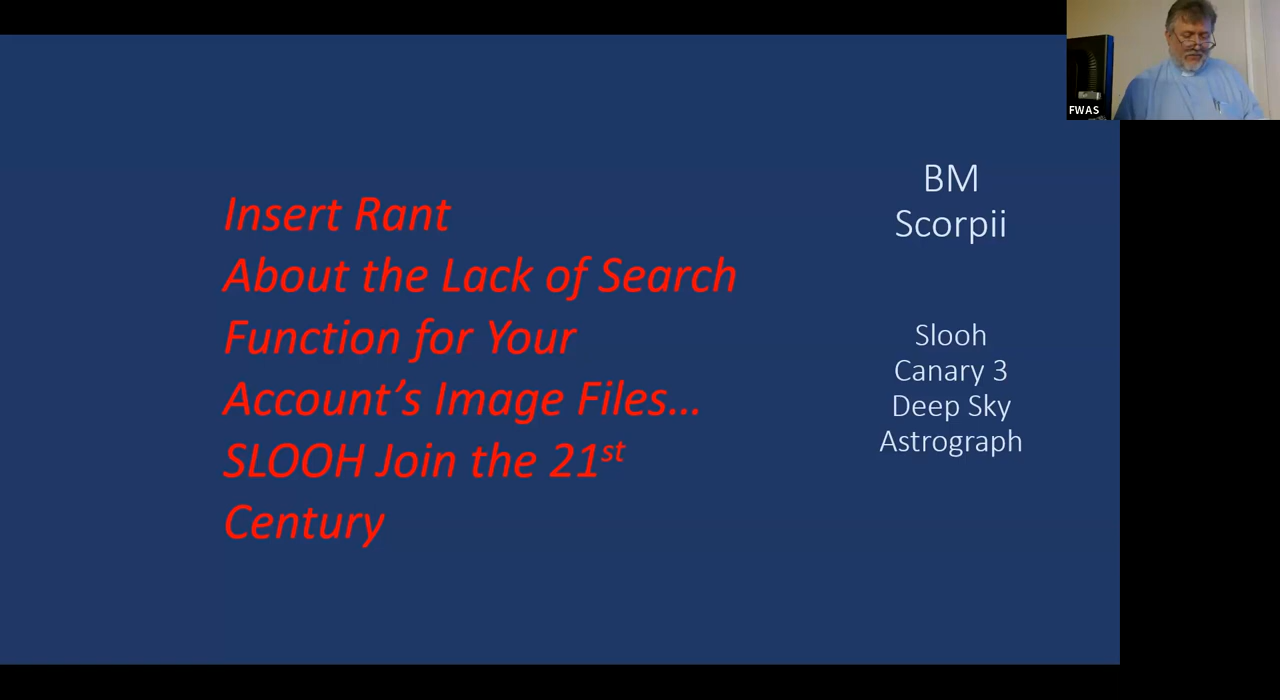 Insert Rant
About the Lack of Search
Function for Your
Account’s Image Files…
SLOOH Join the 21st
Century
BM
Scorpii
Slooh
Canary 3
Deep Sky
Astrograph
FWAS